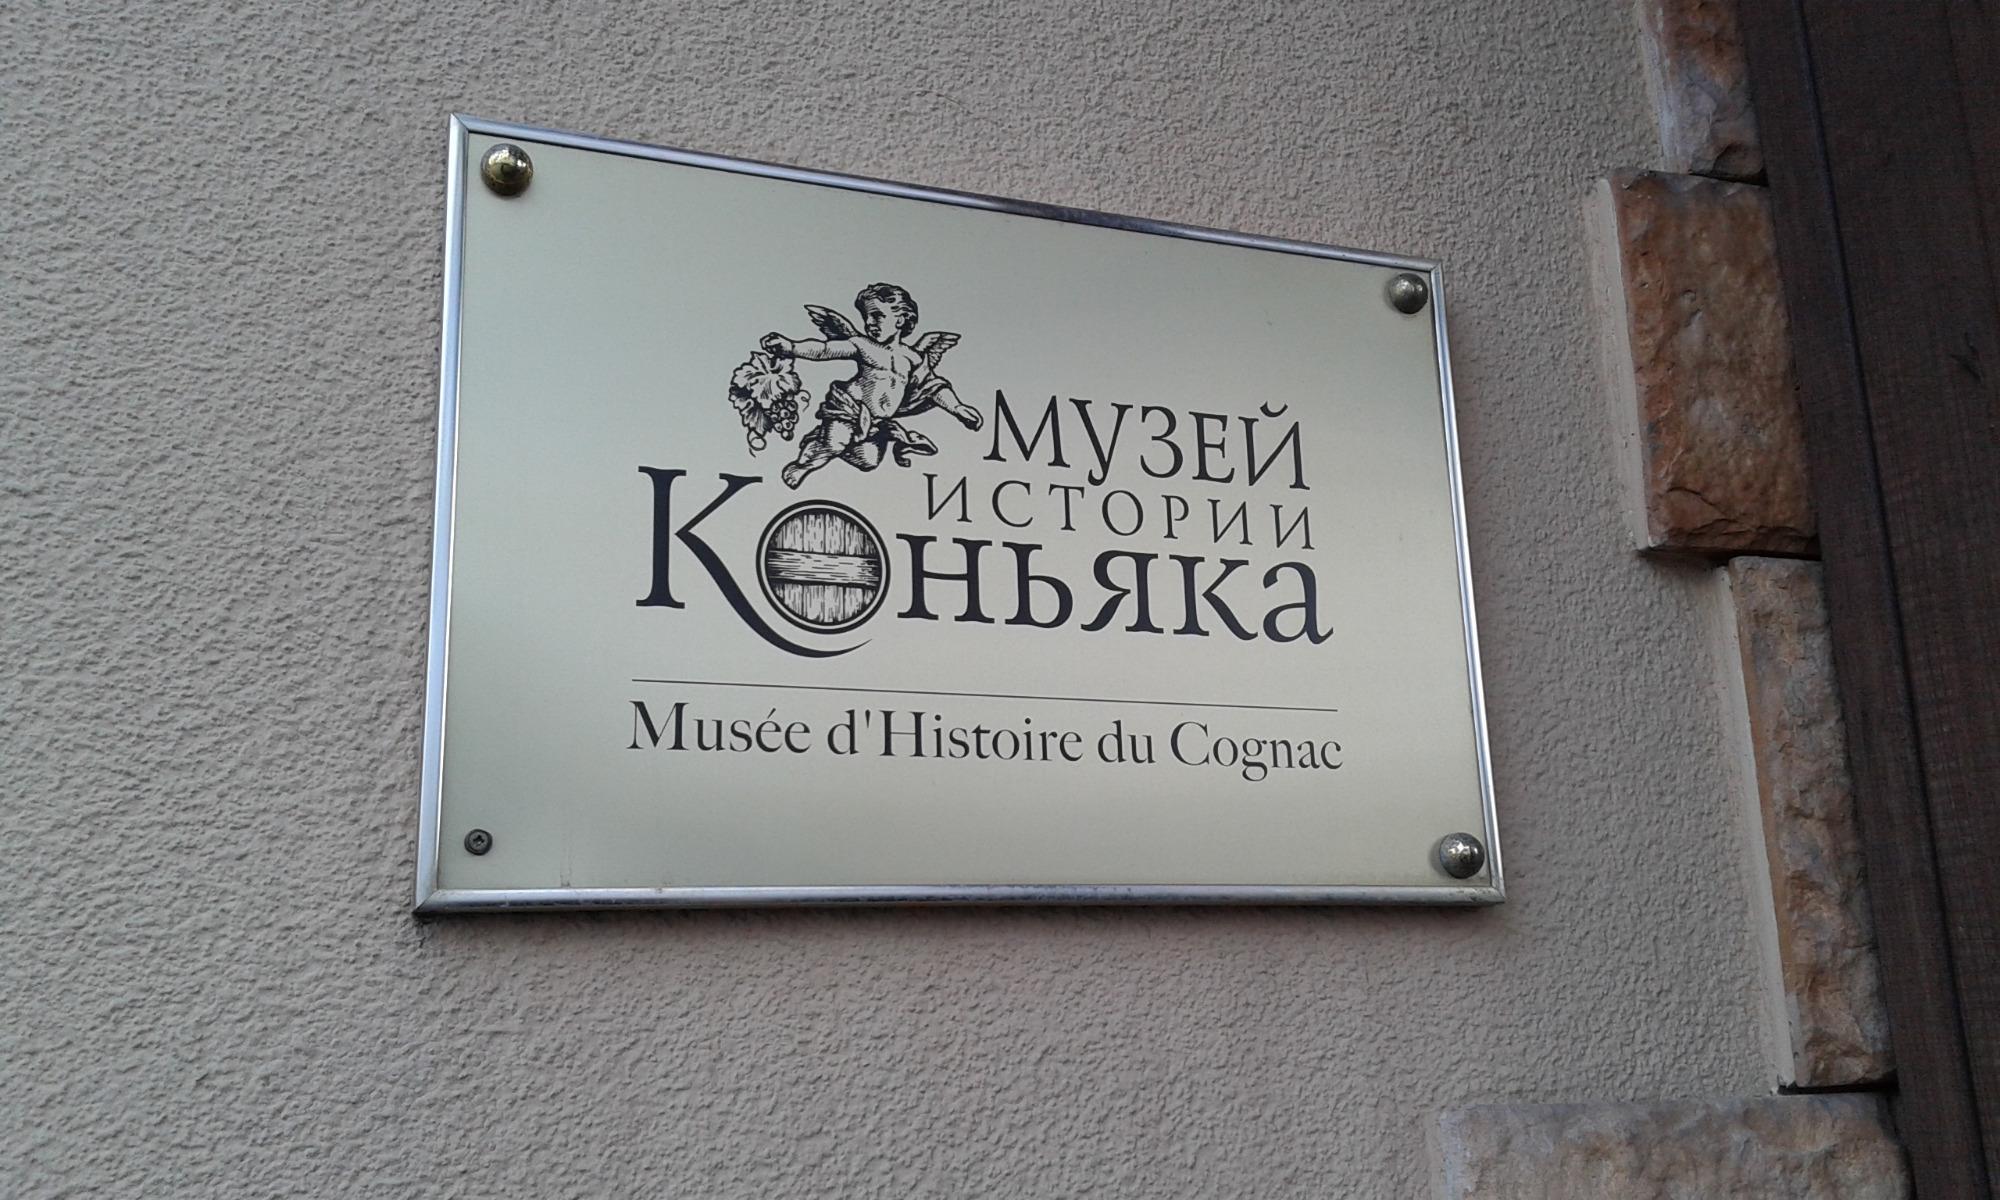 МУЗЕЙ
ИСТОРИИ
Коньяка
Musée d'Histoire du Cognac